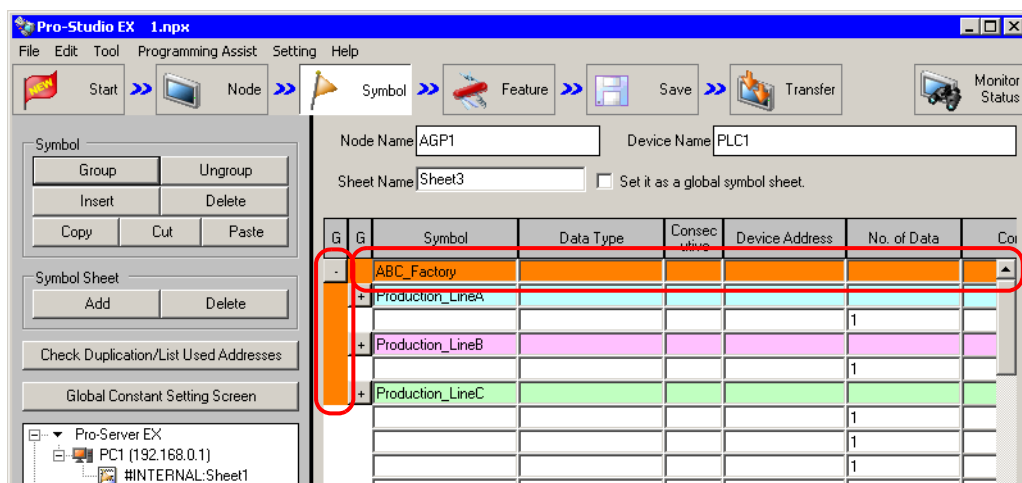 Pro-Studio EX 1.npx
File Edit Tool Programming Assist Setting Help
NEW Start Node Symbol Feature Save Transfer Monitor Status
Symbol
Group Ungroup
Insert Delete
Copy Cut Paste
Symbol Sheet
Add Delete
Check Duplication/List Used Addresses
Global Constant Setting Screen
Pro-Server EX
PC1 (192.168.0.1)
#INTERNAL:Sheet1
Node Name AGP1 Device Name PLC1
Sheet Name Sheet3 Set it as a global symbol sheet.
G G Symbol Data Type Consecutive Device Address No. of Data
- ABC_Factory
+ Production_LineA
1
+ Production_LineB
1
+ Production_LineC
1
1
1